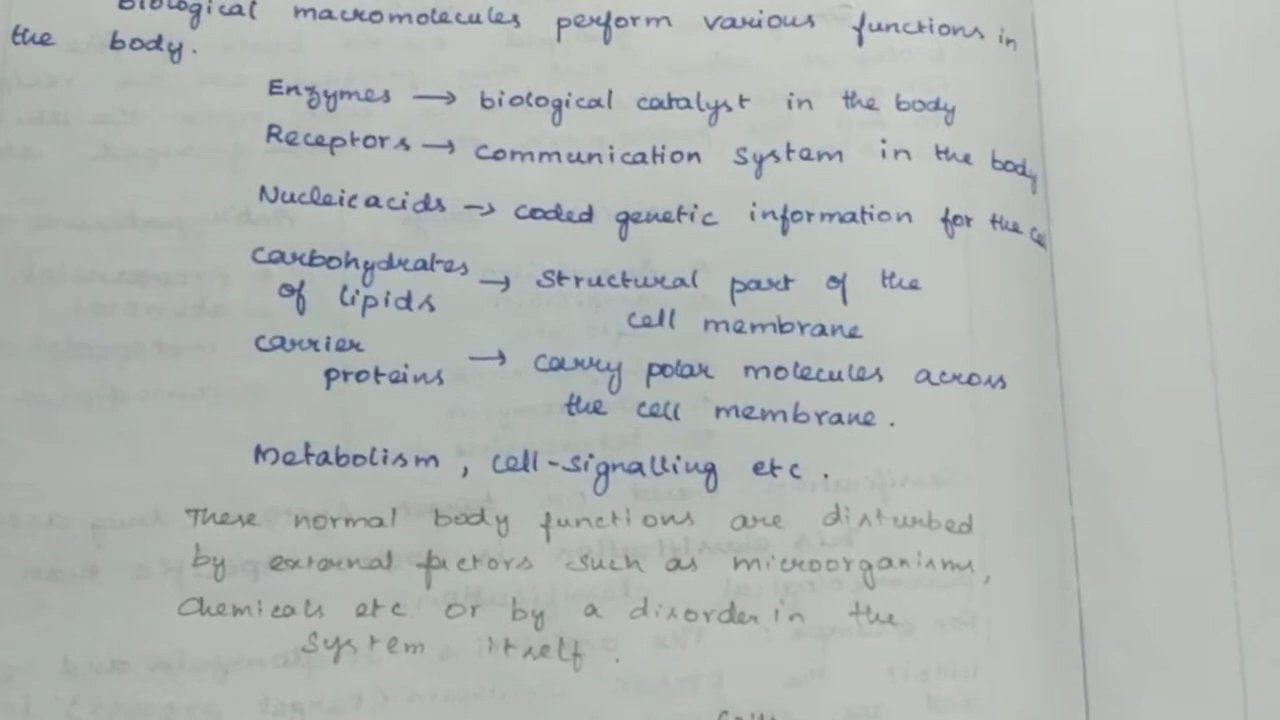 Biological macromolecules perform various functions in
the body.
Enzymes → biological catalyst in the body
Receptors → communication system in the body
Nucleic acids → coded genetic information for the
carbohydrates → structural part of the
of lipids cell membrane
carrier → carry polar molecules across
proteins the cell membrane.
Metabolism, cell-signalling etc.
These normal body functions are disturbed
by external factors such as microorganisms,
chemicals etc or by a disorder in the
system itself.